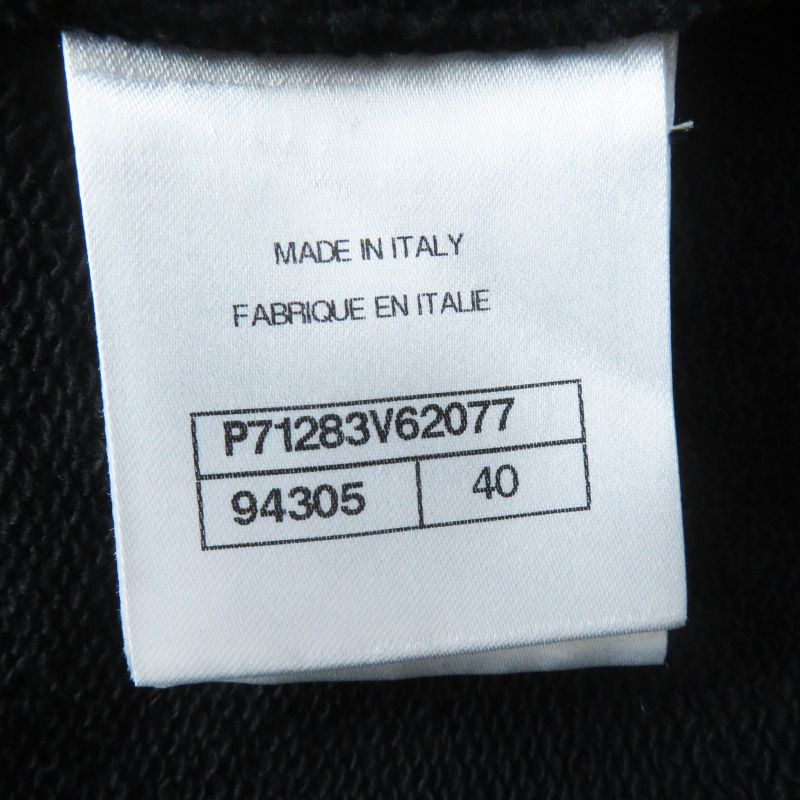 MADE IN ITALY
FABRIQUE EN ITALIE
P71283V62077
94305 40